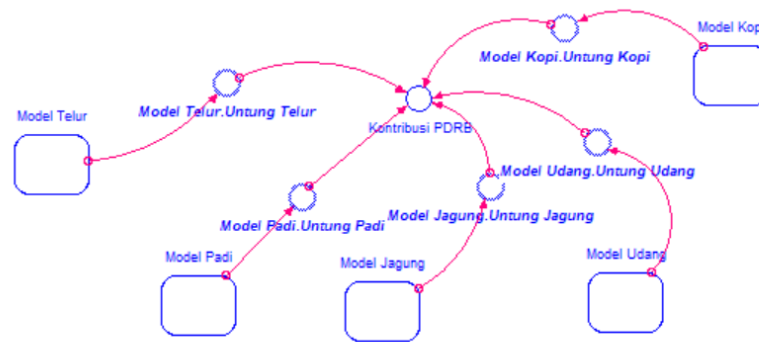 Model Kop
Model Kopi.Untung Kopi
Model Telur
Model Telur.Untung Telur
Kontribusi PDRB
Model Udang.Untung Udang
Model Padi.Untung Padi
Model Jagung.Untung Jagung
Model Padi
Model Jagung
Model Udang